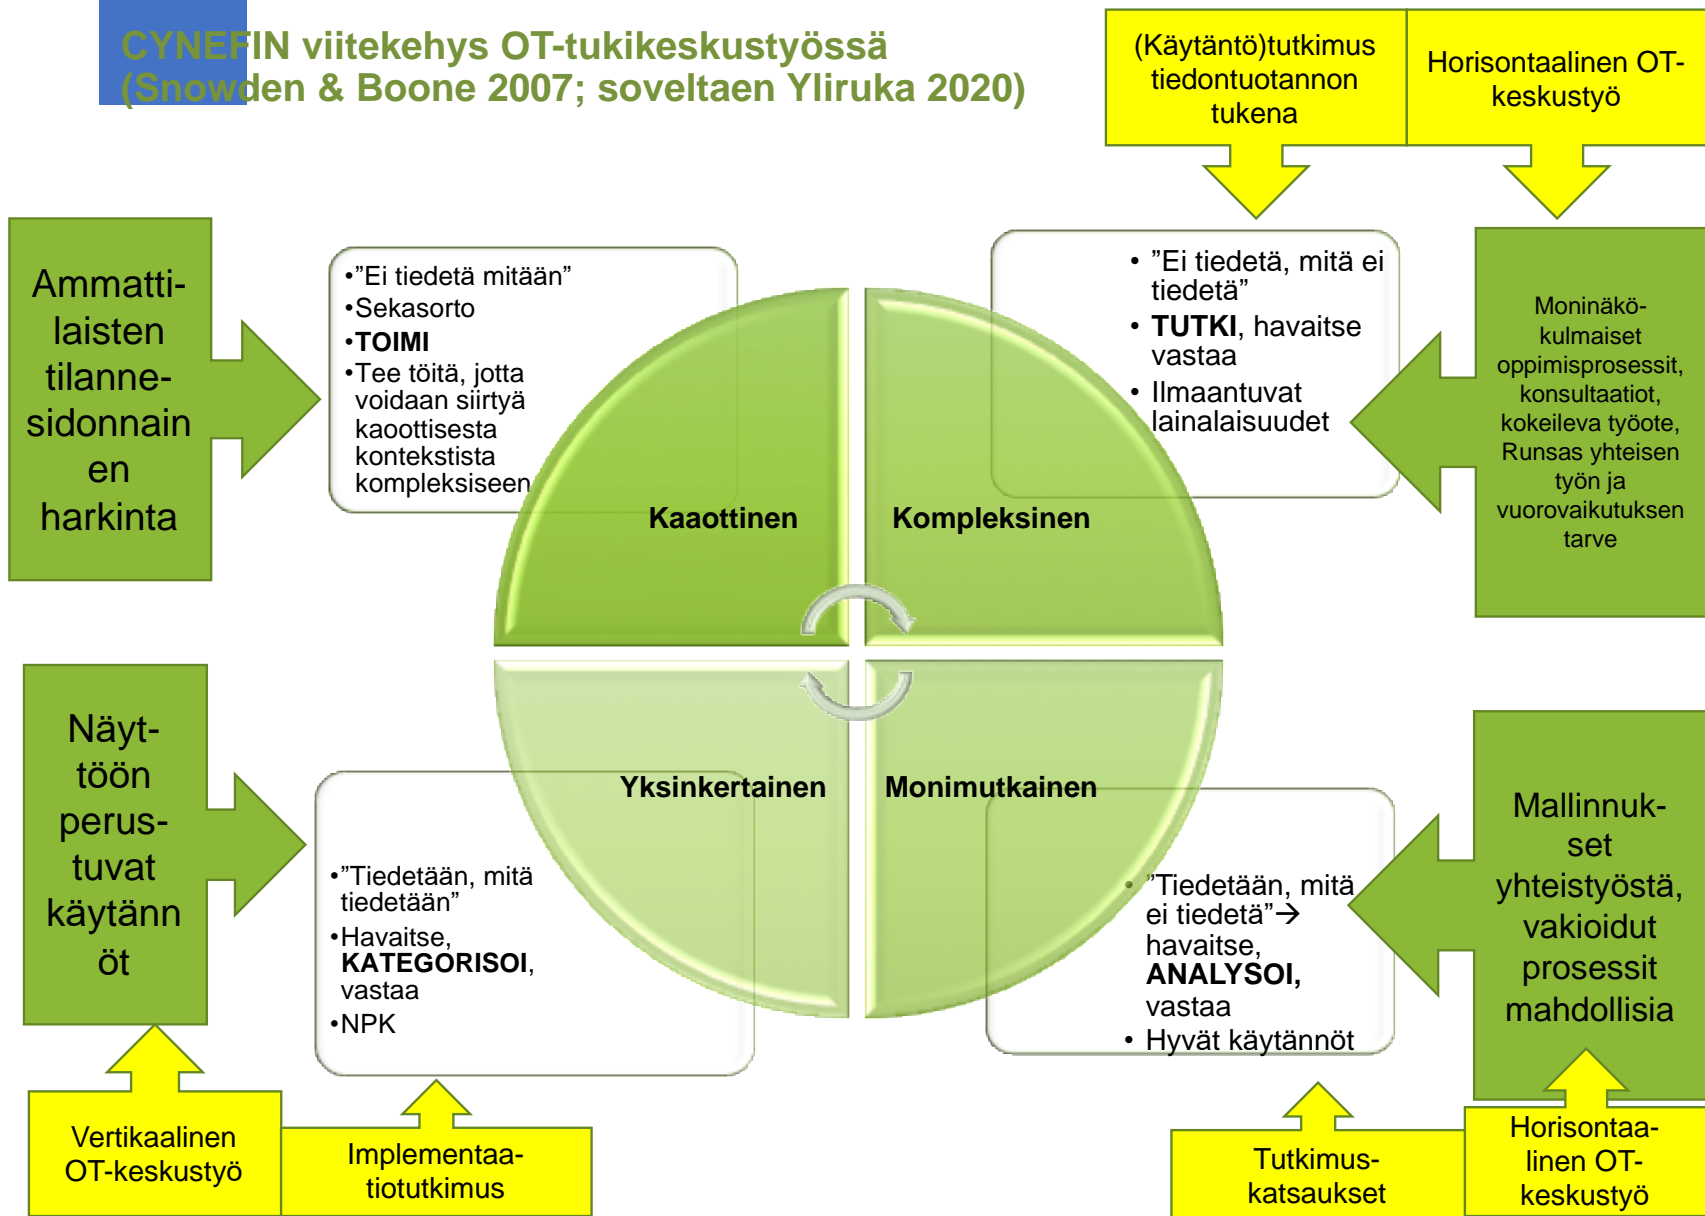 CYNEFIN viitekehys OT-tukikeskustyössä
(Snowden & Boone 2007; soveltaen Yliruka 2020)
(Käytäntö)tutkimus
tiedontuotannon
tukena
Horisontaalinen OT-
keskustyö
Ammatti-
laisten
tilanne-
sidonnain
en
harkinta
•"Ei tiedetä mitään"
•Sekasorto
•TOIMI
•Tee töitä, jotta
voidaan siirtyä
kaoottisesta
kontekstista
kompleksiseen
• "Ei tiedetä, mitä ei
tiedetä"
• TUTKI, havaitse
vastaa
• Ilmaantuvat
lainalaisuudet
Moninäkö-
kulmaiset
oppimisprosessit,
konsultaatiot,
kokeileva työote,
Runsas yhteisen
työn ja
vuorovaikutuksen
tarve
Kaaottinen
Kompleksinen
Yksinkertainen
Monimutkainen
Näyt-
töön
perus-
tuvat
käytänn
öt
•"Tiedetään, mitä
tiedetään"
•Havaitse,
KATEGORISOI,
vastaa
•NPK
• "Tiedetään, mitä
ei tiedetä"→
havaitse,
ANALYSOI,
vastaa
• Hyvät käytännöt
Mallinnuk-
set
yhteistyöstä,
vakioidut
prosessit
mahdollisia
Vertikaalinen
OT-keskustyö
Implementaa-
tiotutkimus
Tutkimus-
katsaukset
Horisontaa-
linen OT-
keskustyö